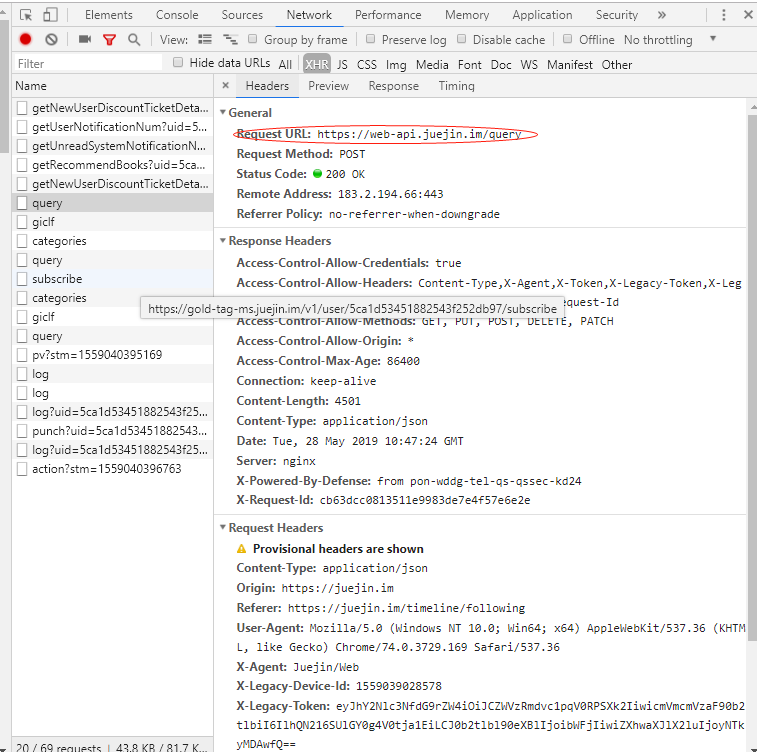 Elements Console Sources Network Performance Memory Application Security »
View: Group by frame Preserve log Disable cache Offline No throttling
Filter Hide data URLs All XHR JS CSS Img Media Font Doc WS Manifest Other
Name
getNewUserDiscountTicketDeta...
getUserNotificationNum?uid=5...
getUnreadSystemNotificationN...
getRecommendBooks?uid=5ca...
getNewUserDiscountTicketDeta...
query
giclf
categories
query
subscribe
categories
giclf
query
pv?stm=1559040395169
log
log
log?uid=5ca1d53451882543f25...
punch?uid=5ca1d534518825​43...
log?uid=5ca1d53451882543f25...
action?stm=1559040396763
20 / 69 requests | 43.8 KB / 81.7 K...
× Headers Preview Response Timing
General
Request URL: https://web-api.juejin.im/query
Request Method: POST
Status Code: 200 OK
Remote Address: 183.2.194.66:443
Referrer Policy: no-referrer-when-downgrade
Response Headers
Access-Control-Allow-Credentials: true
Access-Control-Allow-Headers: Content-Type,X-Agent,X-Token,X-Legacy-Token,X-Leg
equest-Id
https://gold-tag-ms.juejin.im/v1/user/5ca1d53451882543f252db97/subscribe
Access-Control-Allow-Methods: GET, PUT, POST, DELETE, PATCH
Access-Control-Allow-Origin: *
Access-Control-Max-Age: 86400
Connection: keep-alive
Content-Length: 4501
Content-Type: application/json
Date: Tue, 28 May 2019 10:47:24 GMT
Server: nginx
X-Powered-By-Defense: from pon-wddg-tel-qs-qssec-kd24
X-Request-Id: cb63dcc0813511e9983de7e4f57e6e2e
Request Headers
Provisional headers are shown
Content-Type: application/json
Origin: https://juejin.im
Referer: https://juejin.im/timeline/following
User-Agent: Mozilla/5.0 (Windows NT 10.0; Win64; x64) AppleWebKit/537.36 (KHTM
L, like Gecko) Chrome/74.0.3729.169 Safari/537.36
X-Agent: Juejin/Web
X-Legacy-Device-Id: 1559039028578
X-Legacy-Token: eyJhY2Nlc3NfdG9rZW4iOiJCZWVzRmdvc1pqV0RPSXk2IiwicmVmcmVzaF90b2
tlbiI6IlhQN216SUlGY0g4V0tja1EiLCJ0b2tlbl90eXBlIjoibWFjIiwiZXhwaXJlX2luIjoyNTk
yMDAwfQ==